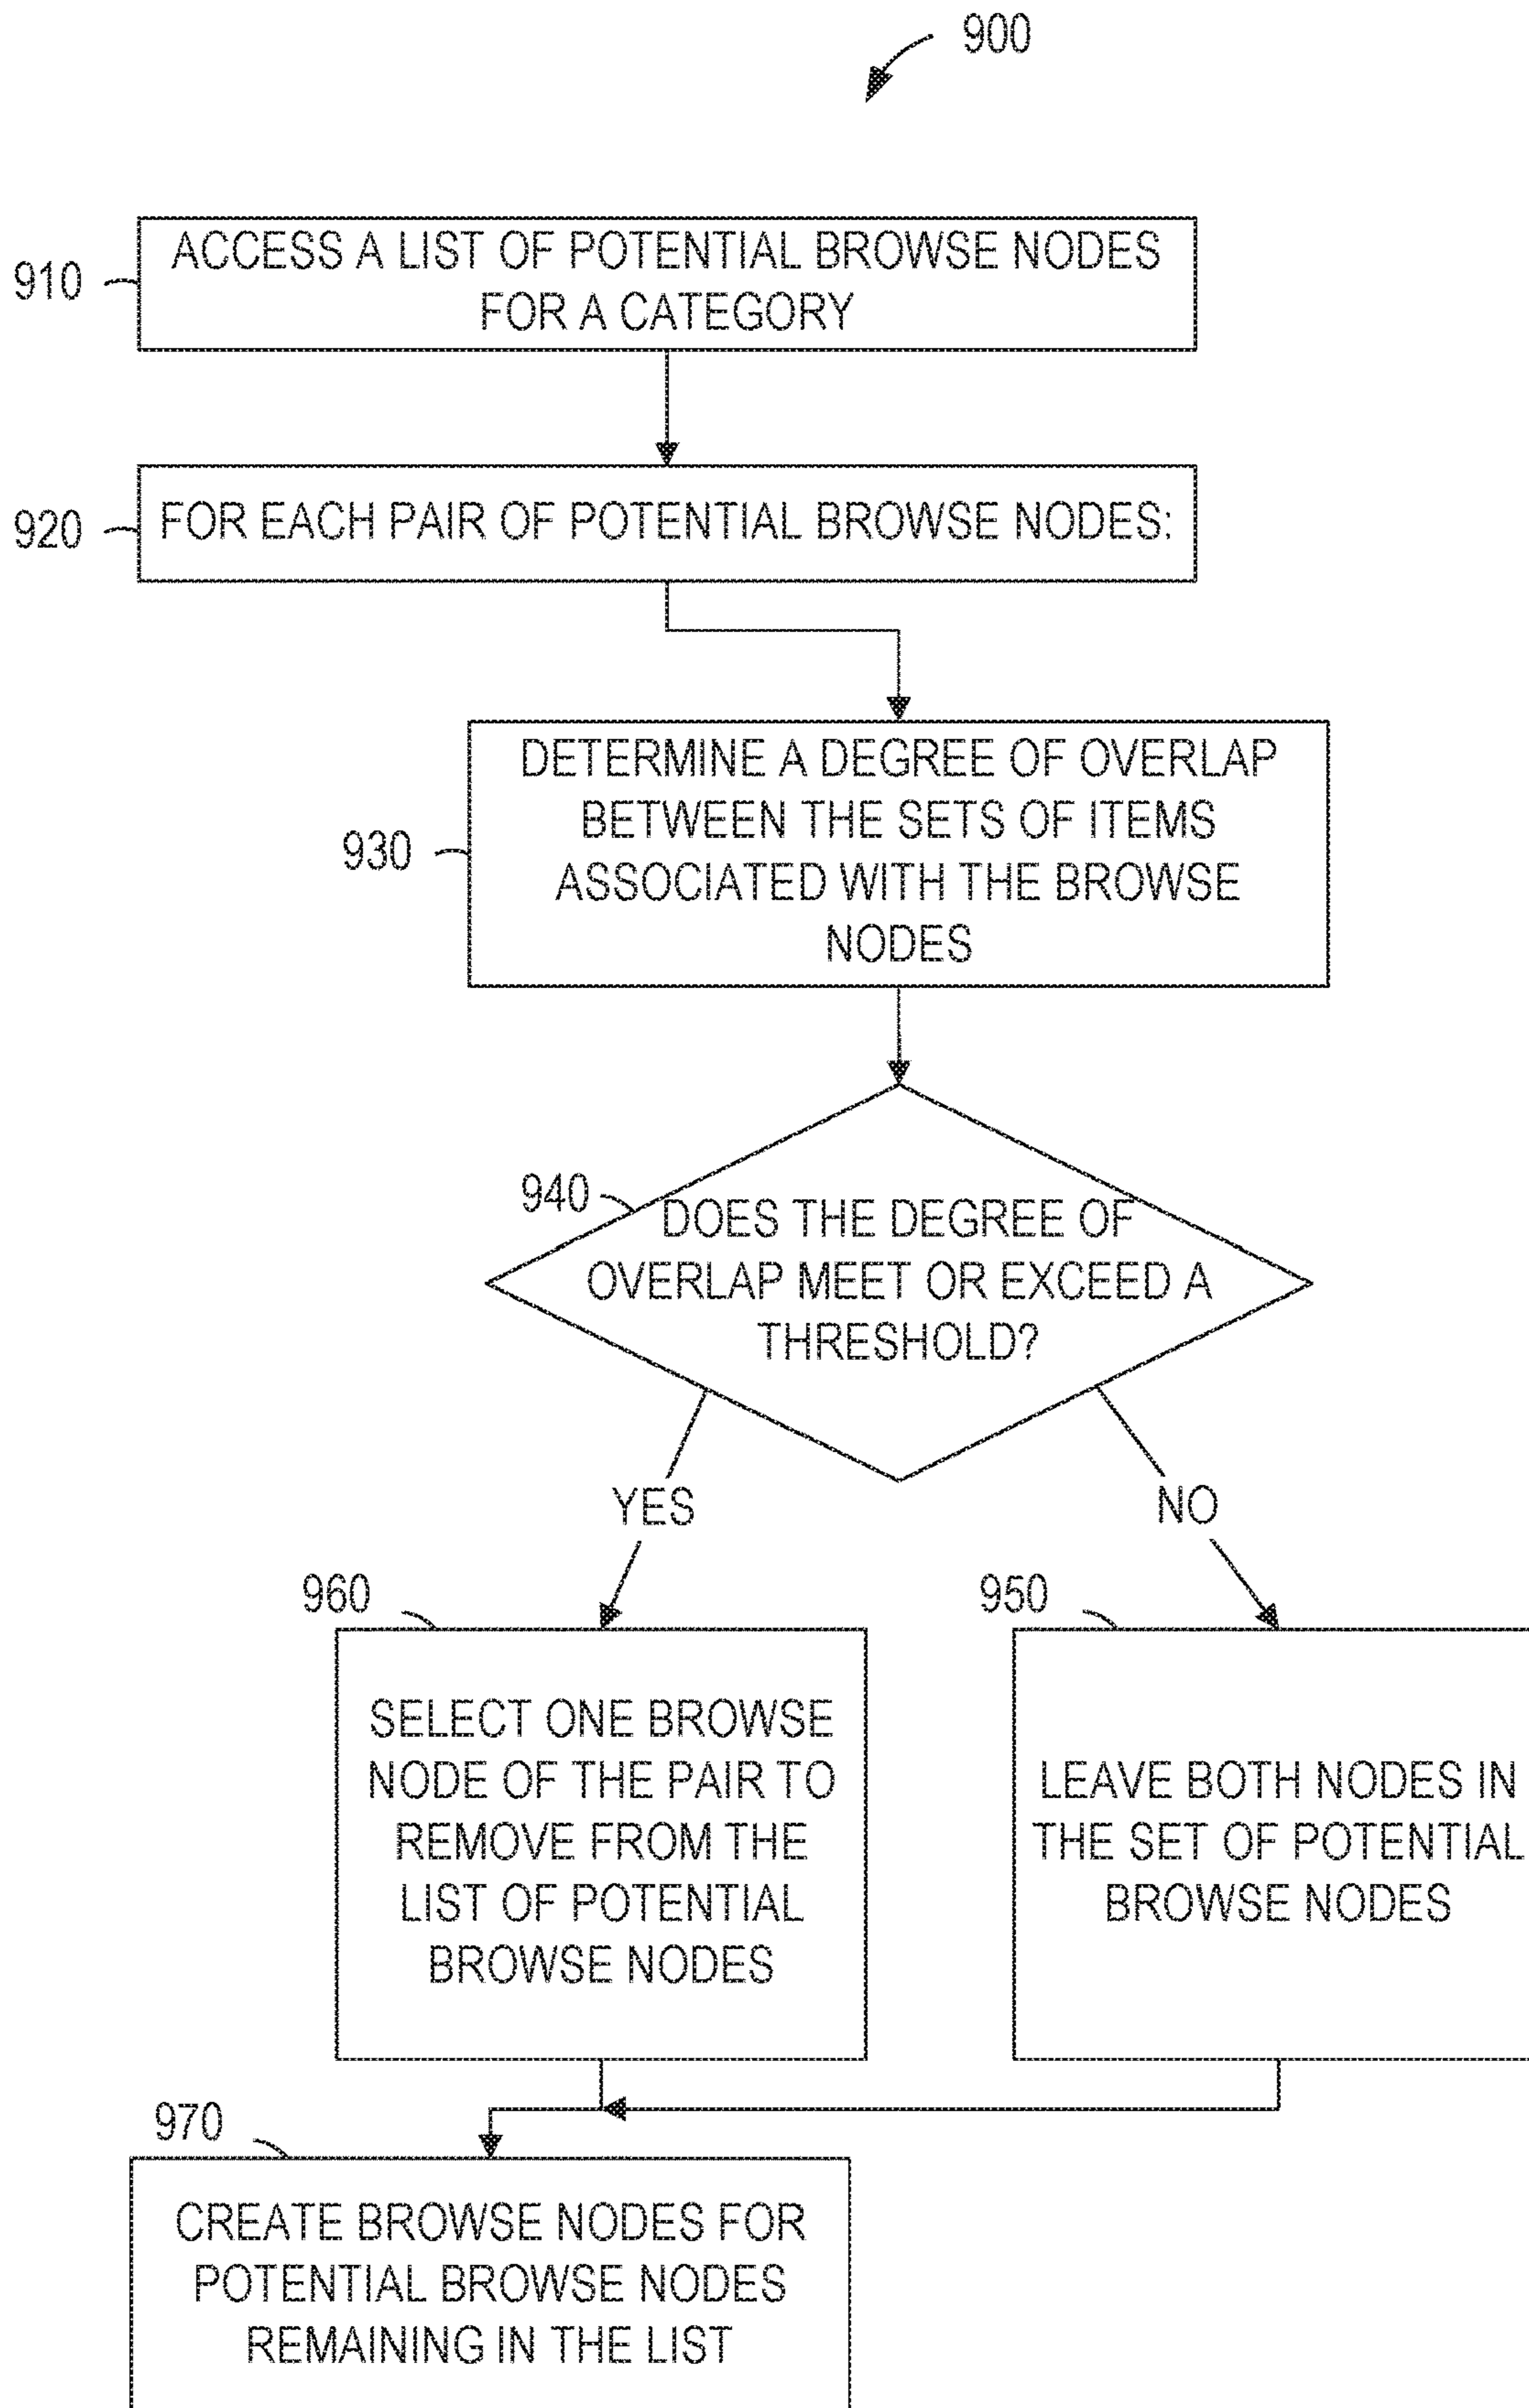 900
910
ACCESS A LIST OF POTENTIAL BROWSE NODES
FOR A CATEGORY
920
FOR EACH PAIR OF POTENTIAL BROWSE NODES:
930
DETERMINE A DEGREE OF OVERLAP
BETWEEN THE SETS OF ITEMS
ASSOCIATED WITH THE BROWSE
NODES
940
DOES THE DEGREE OF
OVERLAP MEET OR EXCEED A
THRESHOLD?
YES
NO
960
SELECT ONE BROWSE
NODE OF THE PAIR TO
REMOVE FROM THE
LIST OF POTENTIAL
BROWSE NODES
950
LEAVE BOTH NODES IN
THE SET OF POTENTIAL
BROWSE NODES
970
CREATE BROWSE NODES FOR
POTENTIAL BROWSE NODES
REMAINING IN THE LIST